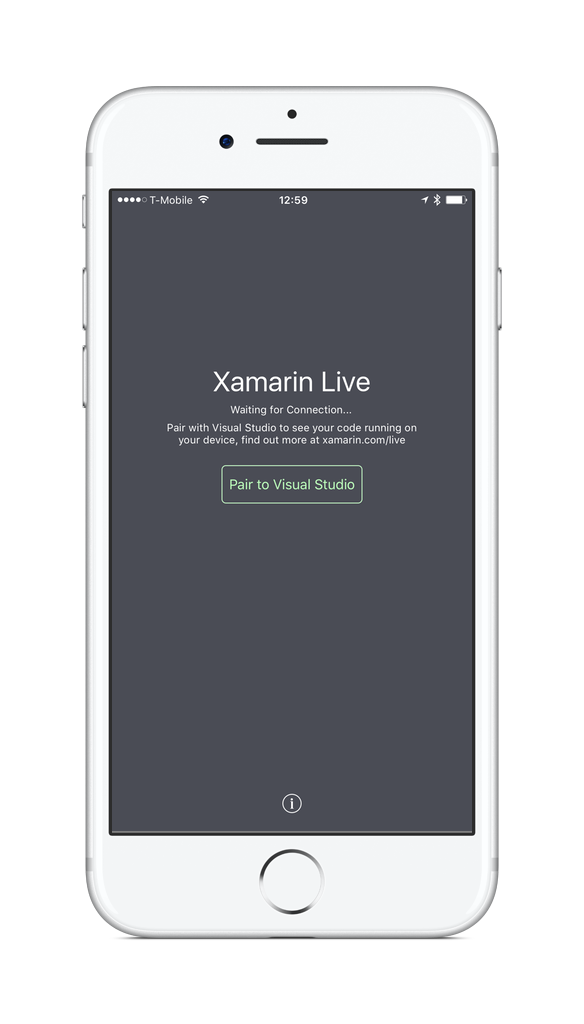 T-Mobile 12:59
Xamarin Live
Waiting for Connection...
Pair with Visual Studio to see your code running on
your device, find out more at xamarin.com/live
Pair to Visual Studio
i